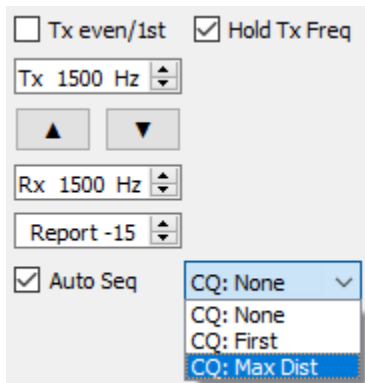 Tx even/1st Hold Tx Freq
Tx 1500 Hz
▲ ▼
Rx 1500 Hz
Report -15
Auto Seq CQ: None
CQ: None
CQ: First
CQ: Max Dist